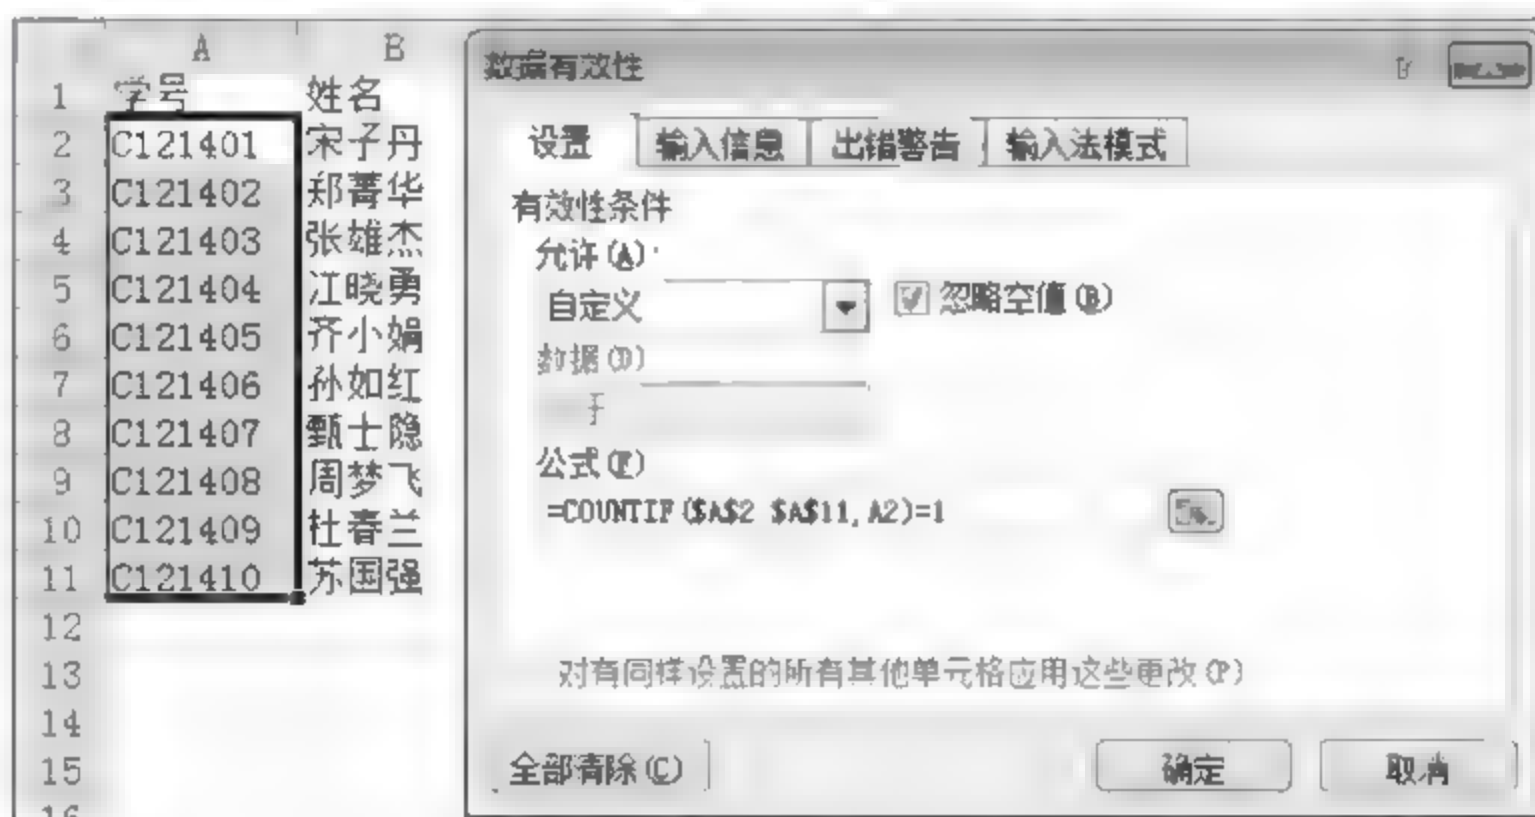 A B
1 学号 姓名
2 C121401 宋子丹
3 C121402 郑菁华
4 C121403 张雄杰
5 C121404 江晓勇
6 C121405 齐小娟
7 C121406 孙如红
8 C121407 甄士隐
9 C121408 周梦飞
10 C121409 杜春兰
11 C121410 苏国强
12
13
14
15
16
数据有效性
设置 输入信息 出错警告 输入法模式
有效性条件
允许(A)
自定义 忽略空值(B)
数据(D)
公式(F)
=COUNTIF($A$2 $A$11,A2)=1
对有同样设置的所有其他单元格应用这些更改(P)
全部清除(C) 确定 取消